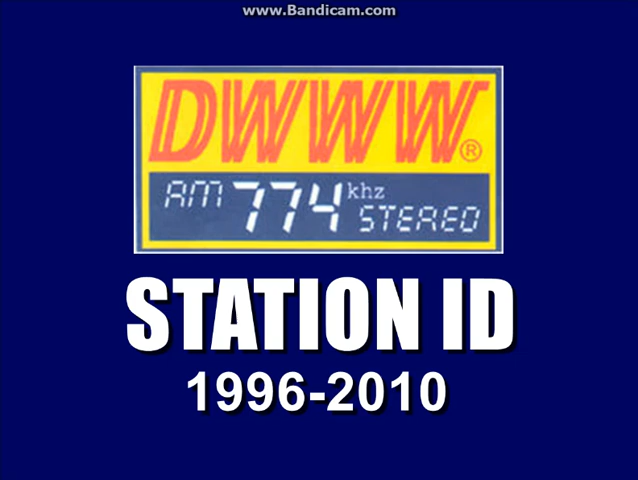 www.Bandicam.com
DWWW®
AM 774 khz STEREO
STATION ID
1996-2010